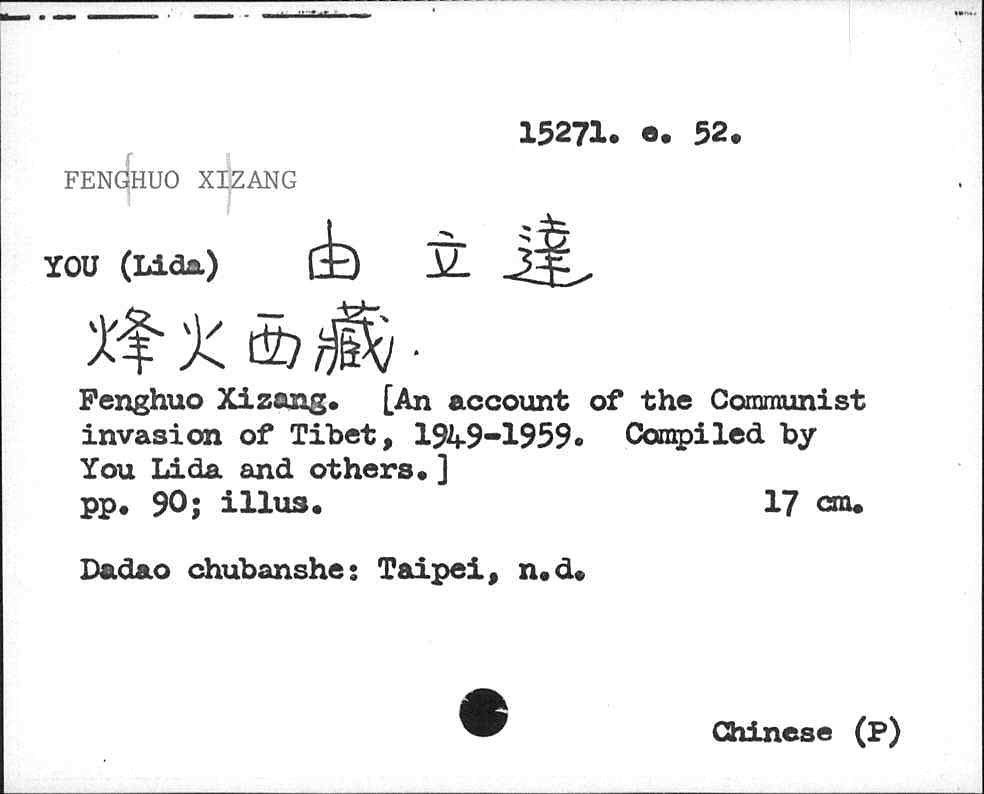 15271. e. 52.
FENGHUO XIZANG
YOU (Lida) 由 立 達
烽火西藏.
Fenghuo Xizang. [An account of the Communist
invasion of Tibet, 1949-1959. Compiled by
You Lida and others.]
pp. 90; illus. 17 cm.
Dadao chubanshe: Taipei, n.d.
Chinese (P)